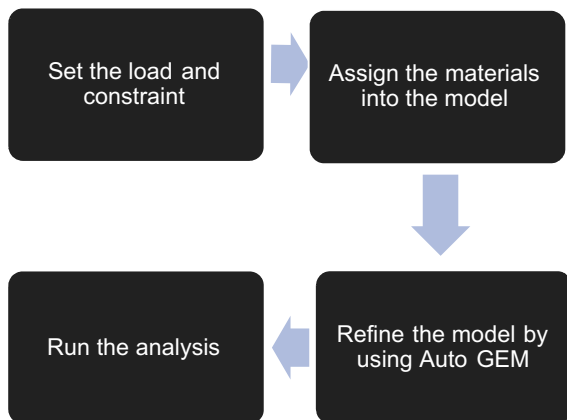 Set the load and
constraint
Assign the materials
into the model
Refine the model by
using Auto GEM
Run the analysis